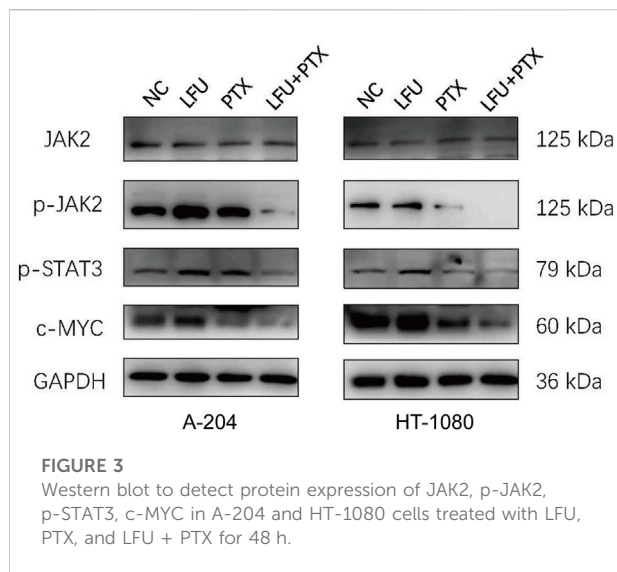 NC LFU PTX LFU+PTX NC LFU PTX LFU+PTX
JAK2 125 kDa
p-JAK2 125 kDa
p-STAT3 79 kDa
c-MYC 60 kDa
GAPDH 36 kDa
A-204 HT-1080
FIGURE 3
Western blot to detect protein expression of JAK2, p-JAK2,
p-STAT3, c-MYC in A-204 and HT-1080 cells treated with LFU,
PTX, and LFU + PTX for 48 h.